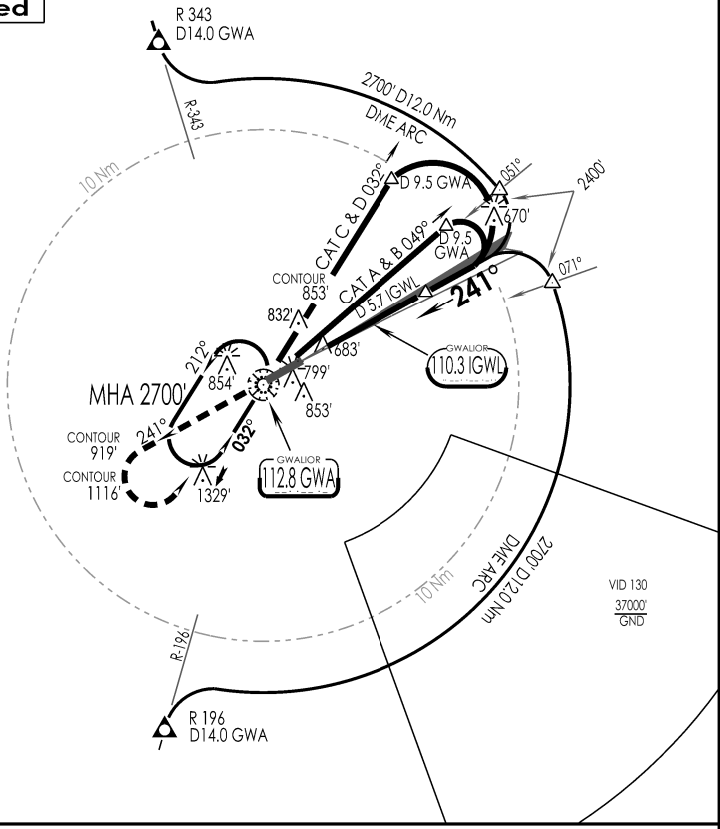 ed
R 343
D14.0 GWA
R-343
2700' D12.0 Nm
DME ARC
10 Nm
051°
2400'
CAT C & D 032°
D 9.5 GWA
670'
CAT A & B 049°
D 9.5
GWA
071°
CONTOUR
853'
D 5.7 IGWL
241°
832'
683'
GWALIOR
110.3 IGWL
212°
854'
799'
853'
MHA 2700'
241°
032°
CONTOUR
919'
CONTOUR
1116'
1329'
GWALIOR
112.8 GWA
2700' D12.0 Nm
DME ARC
10 Nm
VID 130
37000'
GND
R-196
R 196
D14.0 GWA